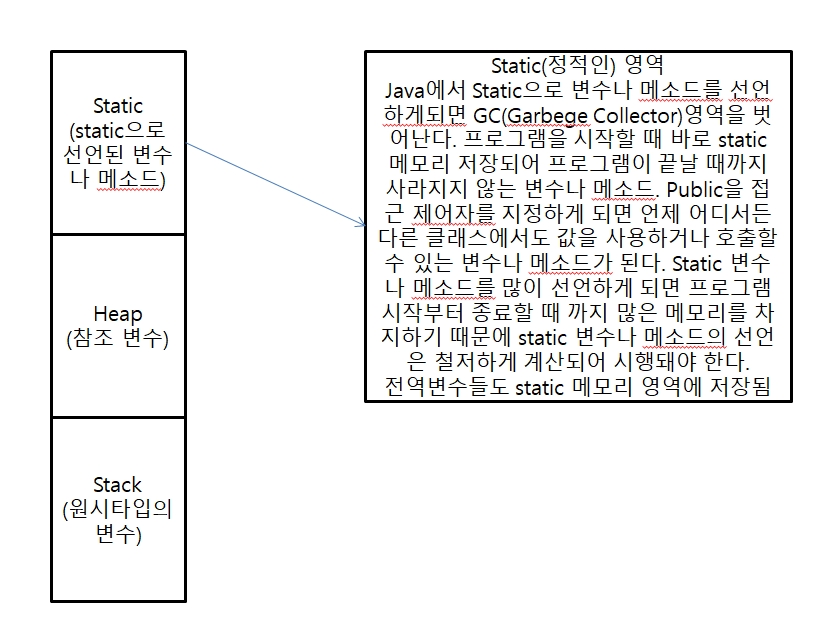 Static
(static으로
선언된 변수
나 메소드)
Heap
(참조 변수)
Stack
(원시타입의
변수)
Static(정적인) 영역
Java에서 Static으로 변수나 메소드를 선언
하게되면 GC(Garbege Collector)영역을 벗
어난다. 프로그램을 시작할 때 바로 static
메모리 저장되어 프로그램이 끝날 때까지
사라지지 않는 변수나 메소드. Public을 접
근 제어자를 지정하게 되면 언제 어디서든
다른 클래스에서도 값을 사용하거나 호출할
수 있는 변수나 메소드가 된다. Static 변수
나 메소드를 많이 선언하게 되면 프로그램
시작부터 종료할 때 까지 많은 메모리를 차
지하기 때문에 static 변수나 메소드의 선언
은 철저하게 계산되어 시행돼야 한다.
전역변수들도 static 메모리 영역에 저장됨